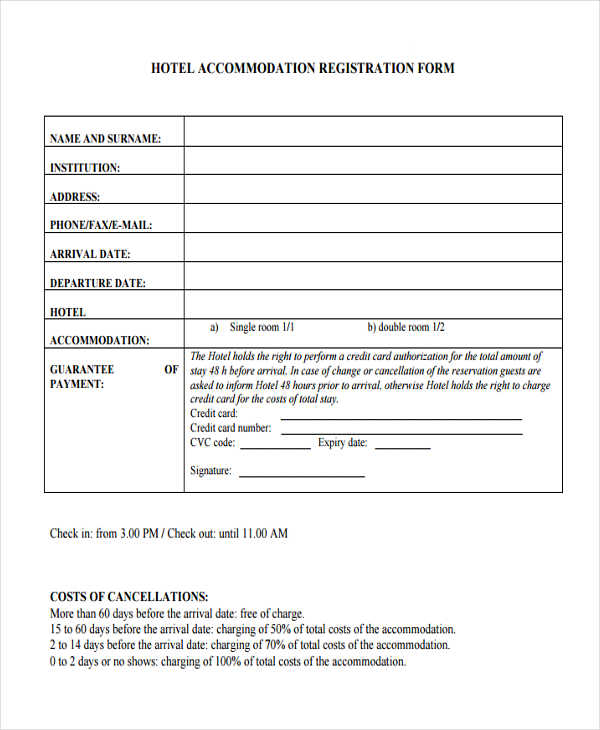 HOTEL ACCOMMODATION REGISTRATION FORM
NAME AND SURNAME:
INSTITUTION:
ADDRESS:
PHONE/FAX/E-MAIL:
ARRIVAL DATE:
DEPARTURE DATE:
HOTEL
ACCOMMODATION:
a) Single room 1/1 b) double room 1/2
GUARANTEE OF
PAYMENT:
The Hotel holds the right to perform a credit card authorization for the total amount of
stay 48 h before arrival. In case of change or cancellation of the reservation guests are
asked to inform Hotel 48 hours prior to arrival, otherwise Hotel holds the right to charge
credit card for the costs of total stay.
Credit card:
Credit card number:
CVC code: Expiry date:
Signature:
Check in: from 3.00 PM / Check out: until 11.00 AM
COSTS OF CANCELLATIONS:
More than 60 days before the arrival date: free of charge.
15 to 60 days before the arrival date: charging of 50% of total costs of the accommodation.
2 to 14 days before the arrival date: charging of 70% of total costs of the accommodation.
0 to 2 days or no shows: charging of 100% of total costs of the accommodation.